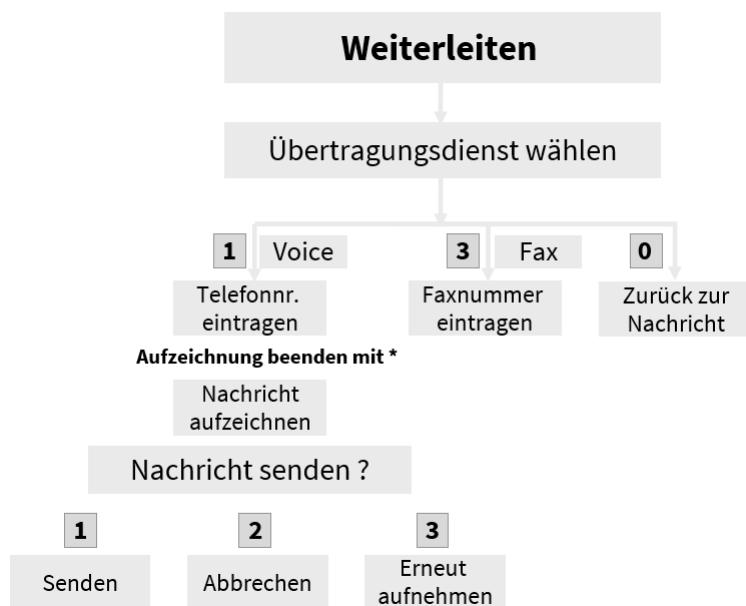 Weiterleiten
Übertragungsdienst wählen
1 Voice
3 Fax
0
Telefonnr.
eintragen
Faxnummer
eintragen
Zurück zur
Nachricht
Aufzeichnung beenden mit *
Nachricht
aufzeichnen
Nachricht senden ?
1
2
3
Senden
Abbrechen
Erneut
aufnehmen